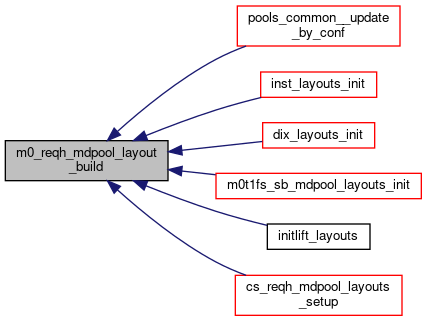 pools_common__update
_by_conf
inst_layouts_init
dix_layouts_init
m0_reqh_mdpool_layout
_build
m0t1fs_sb_mdpool_layouts_init
initlift_layouts
cs_reqh_mdpool_layouts
_setup